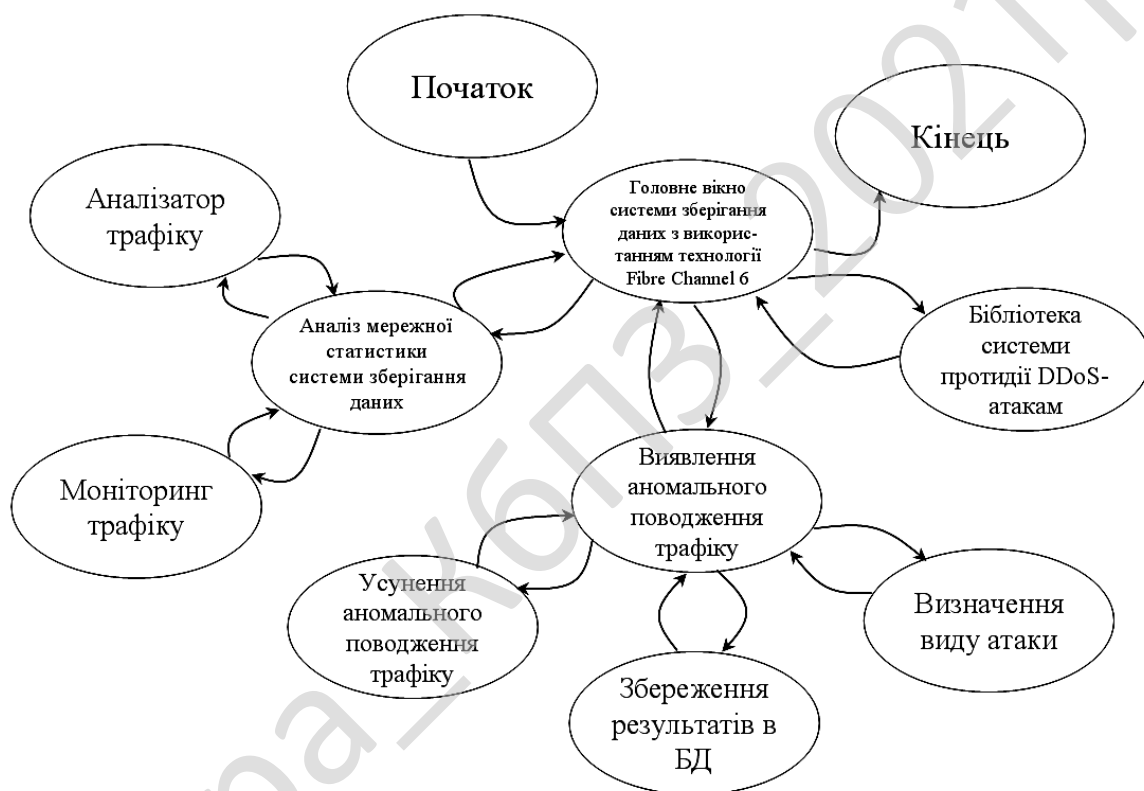 Початок
Кінець
Аналізатор
трафіку
Головне вікно
системи зберігання
даних з викорис-
танням технології
Fibre Channel 6
Аналіз мережної
статистики
системи зберігання
даних
Бібліотека
системи
протидії DDoS-
атакам
Моніторинг
трафіку
Виявлення
аномального
поводження
трафіку
Усунення
аномального
поводження
трафіку
Визначення
виду атаки
Збереження
результатів в
БД
ра_КбПЗ_2021